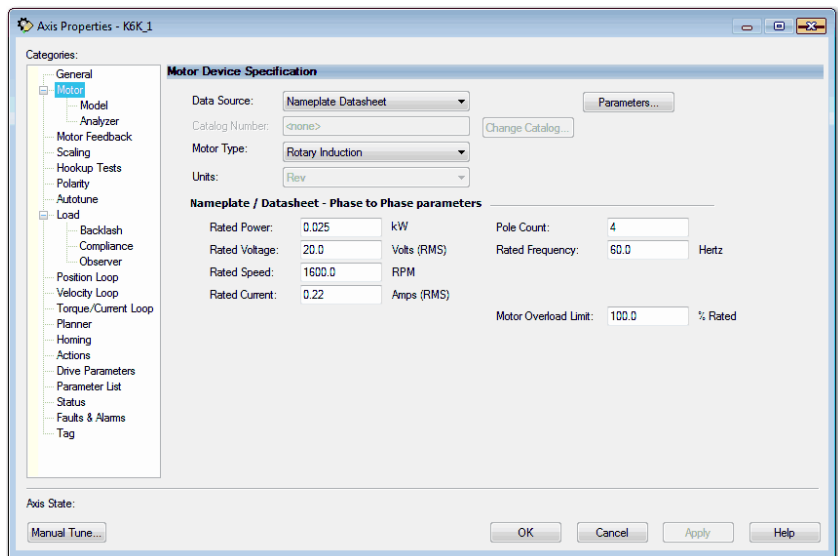 Axis Properties - K6K_1
Categories:
General
Motor
Model
Analyzer
Motor Feedback
Scaling
Hookup Tests
Polarity
Autotune
Load
Backlash
Compliance
Observer
Position Loop
Velocity Loop
Torque/Current Loop
Planner
Homing
Actions
Drive Parameters
Parameter List
Status
Faults & Alarms
Tag
Motor Device Specification
Data Source: Nameplate Datasheet Parameters...
Catalog Number: <none> Change Catalog...
Motor Type: Rotary Induction
Units: Rev
Nameplate / Datasheet - Phase to Phase parameters
Rated Power: 0.025 kW Pole Count: 4
Rated Voltage: 20.0 Volts (RMS) Rated Frequency: 60.0 Hertz
Rated Speed: 1600.0 RPM
Rated Current: 0.22 Amps (RMS)
Motor Overload Limit: 100.0 % Rated
Axis State:
Manual Tune... OK Cancel Apply Help